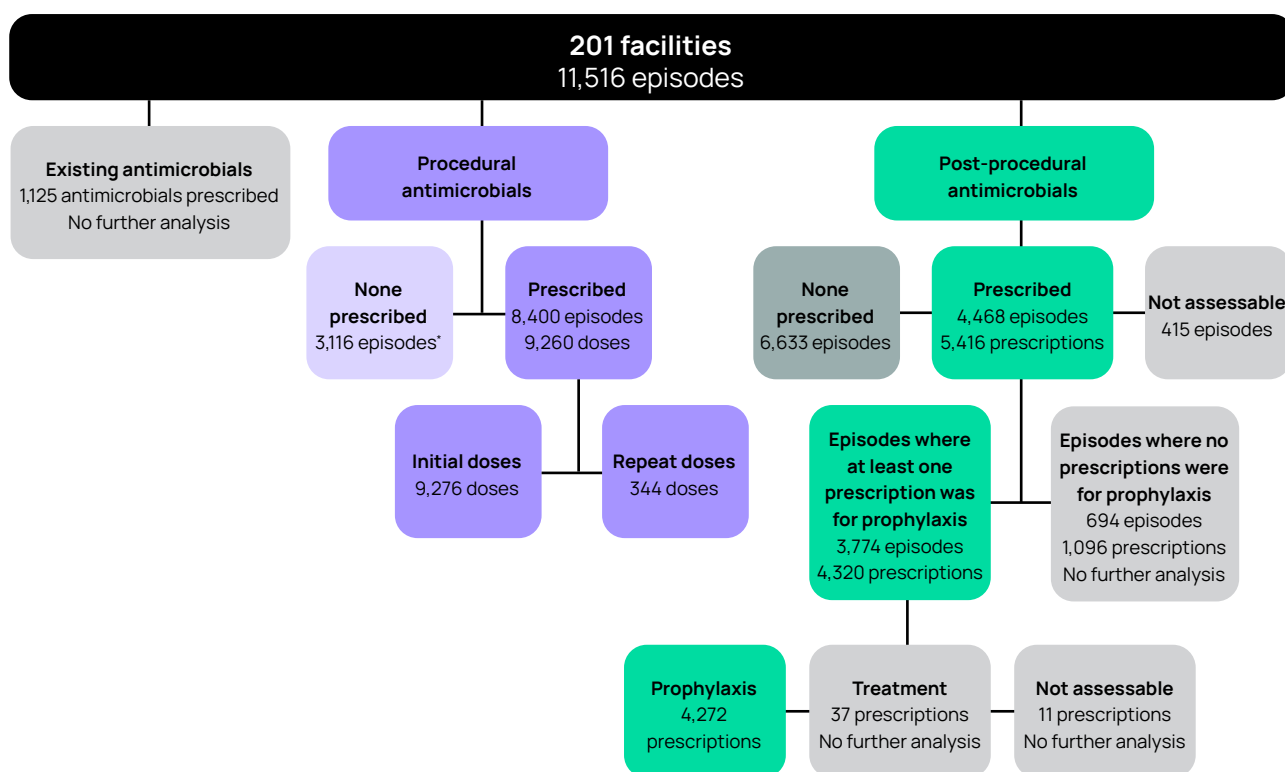 201 facilities
11,516 episodes
Existing antimicrobials
1,125 antimicrobials prescribed
No further analysis
Procedural
antimicrobials
Post-procedural
antimicrobials
None
prescribed
3,116 episodes*
Prescribed
8,400 episodes
9,260 doses
None
prescribed
6,633 episodes
Prescribed
4,468 episodes
5,416 prescriptions
Not assessable
415 episodes
Initial doses
9,276 doses
Repeat doses
344 doses
Episodes where
at least one
prescription was
for prophylaxis
3,774 episodes
4,320 prescriptions
Episodes where no
prescriptions were
for prophylaxis
694 episodes
1,096 prescriptions
No further analysis
Prophylaxis
4,272
prescriptions
Treatment
37 prescriptions
No further analysis
Not assessable
11 prescriptions
No further analysis